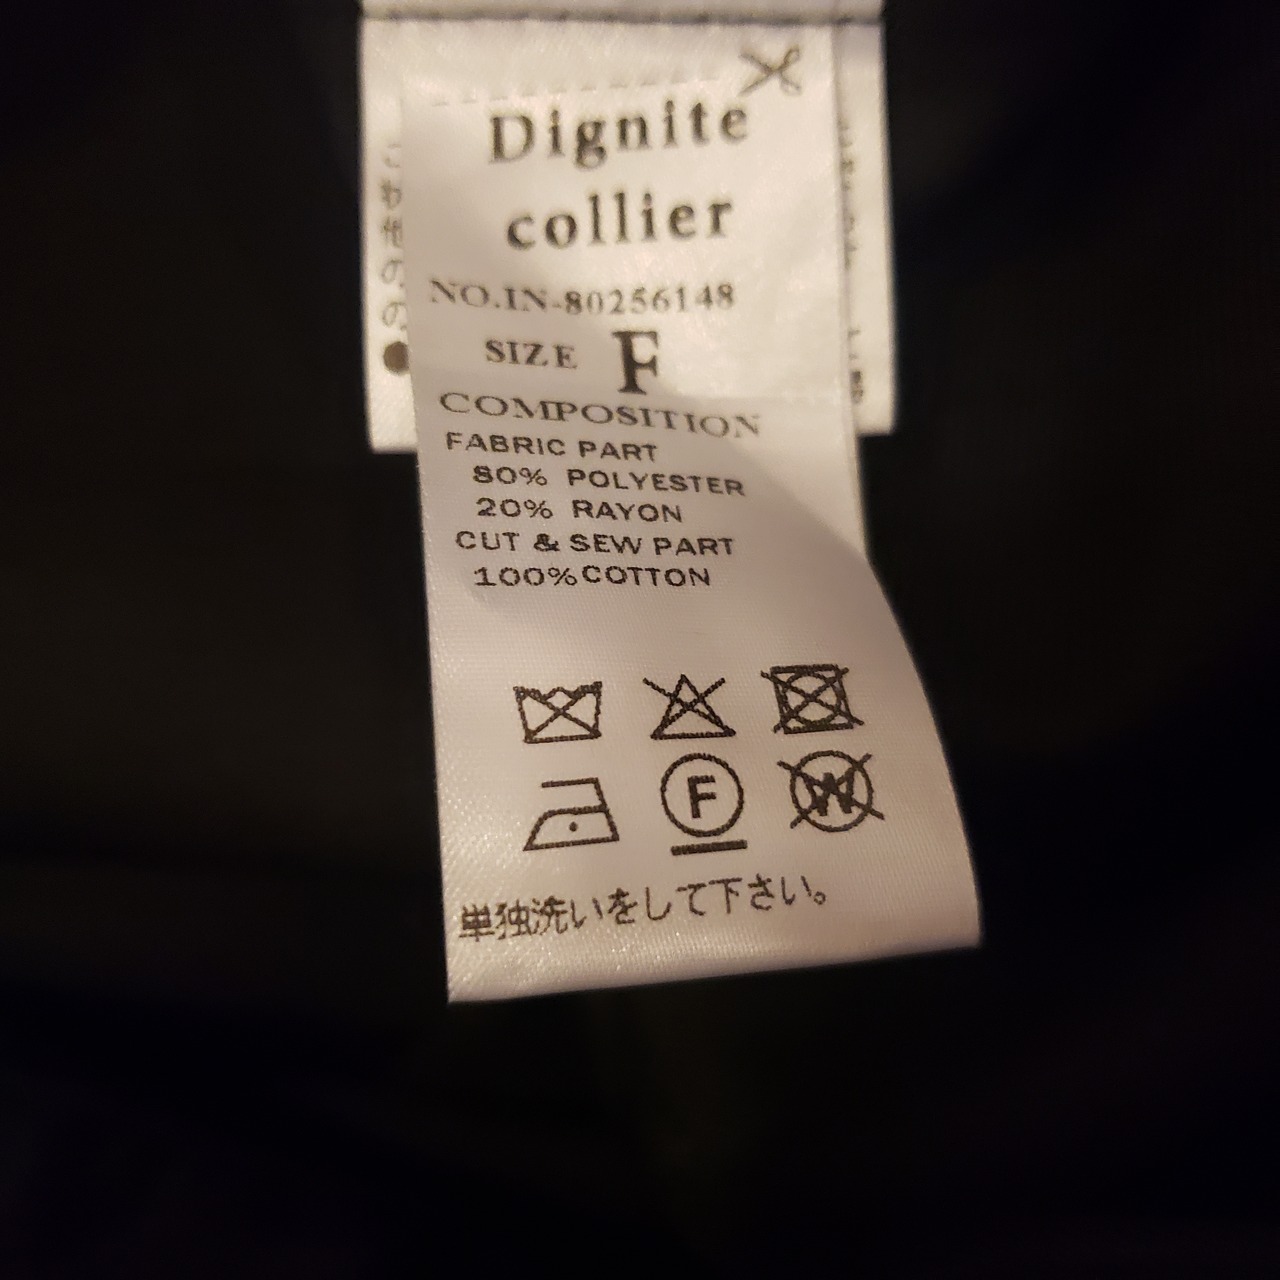 Dignite
collier
NO.IN-80256148
SIZE F
COMPOSITION
FABRIC PART
80% POLYESTER
20% RAYON
CUT & SEW PART
100%COTTON
F
W
単独洗いをして下さい。